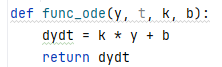 def func_ode(y, t, k, b):
    dydt = k * y + b
    return dydt